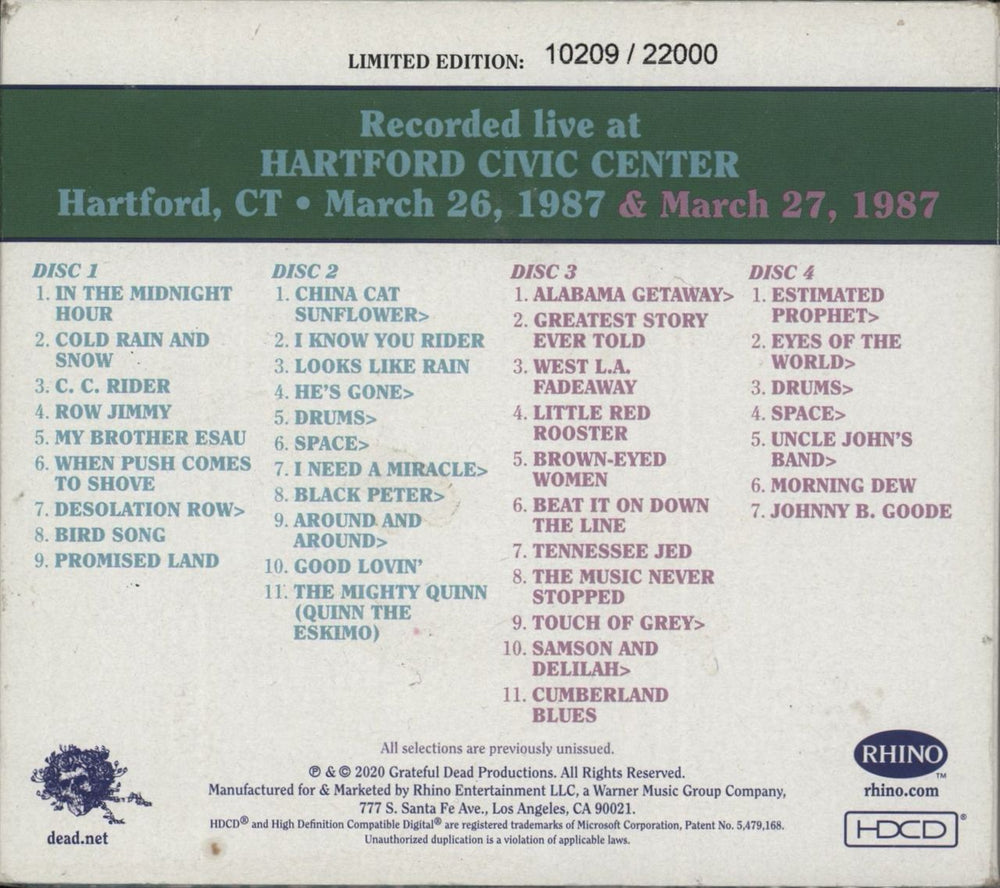 LIMITED EDITION: 10209 / 22000
Recorded live at
HARTFORD CIVIC CENTER
Hartford, CT • March 26, 1987 & March 27, 1987
DISC 1
1. IN THE MIDNIGHT
HOUR
2. COLD RAIN AND
SNOW
3. C. C. RIDER
4. ROW JIMMY
5. MY BROTHER ESAU
6. WHEN PUSH COMES
TO SHOVE
7. DESOLATION ROW>
8. BIRD SONG
9. PROMISED LAND
DISC 2
1. CHINA CAT
SUNFLOWER>
2. I KNOW YOU RIDER
3. LOOKS LIKE RAIN
4. HE'S GONE>
5. DRUMS>
6. SPACE>
7. I NEED A MIRACLE>
8. BLACK PETER>
9. AROUND AND
AROUND>
10. GOOD LOVIN'
11. THE MIGHTY QUINN
(QUINN THE
ESKIMO)
DISC 3
1. ALABAMA GETAWAY>
2. GREATEST STORY
EVER TOLD
3. WEST L.A.
FADEAWAY
4. LITTLE RED
ROOSTER
5. BROWN-EYED
WOMEN
6. BEAT IT ON DOWN
THE LINE
7. TENNESSEE JED
8. THE MUSIC NEVER
STOPPED
9. TOUCH OF GREY>
10. SAMSON AND
DELILAH>
11. CUMBERLAND
BLUES
DISC 4
1. ESTIMATED
PROPHET>
2. EYES OF THE
WORLD>
3. DRUMS>
4. SPACE>
5. UNCLE JOHN'S
BAND>
6. MORNING DEW
7. JOHNNY B. GOODE
All selections are previously unissued.
℗ & © 2020 Grateful Dead Productions. All Rights Reserved.
Manufactured for & Marketed by Rhino Entertainment LLC, a Warner Music Group Company,
777 S. Santa Fe Ave., Los Angeles, CA 90021.
HDCD® and High Definition Compatible Digital® are registered trademarks of Microsoft Corporation, Patent No. 5,479,168.
Unauthorized duplication is a violation of applicable laws.
dead.net
RHINO™
rhino.com
HDCD®